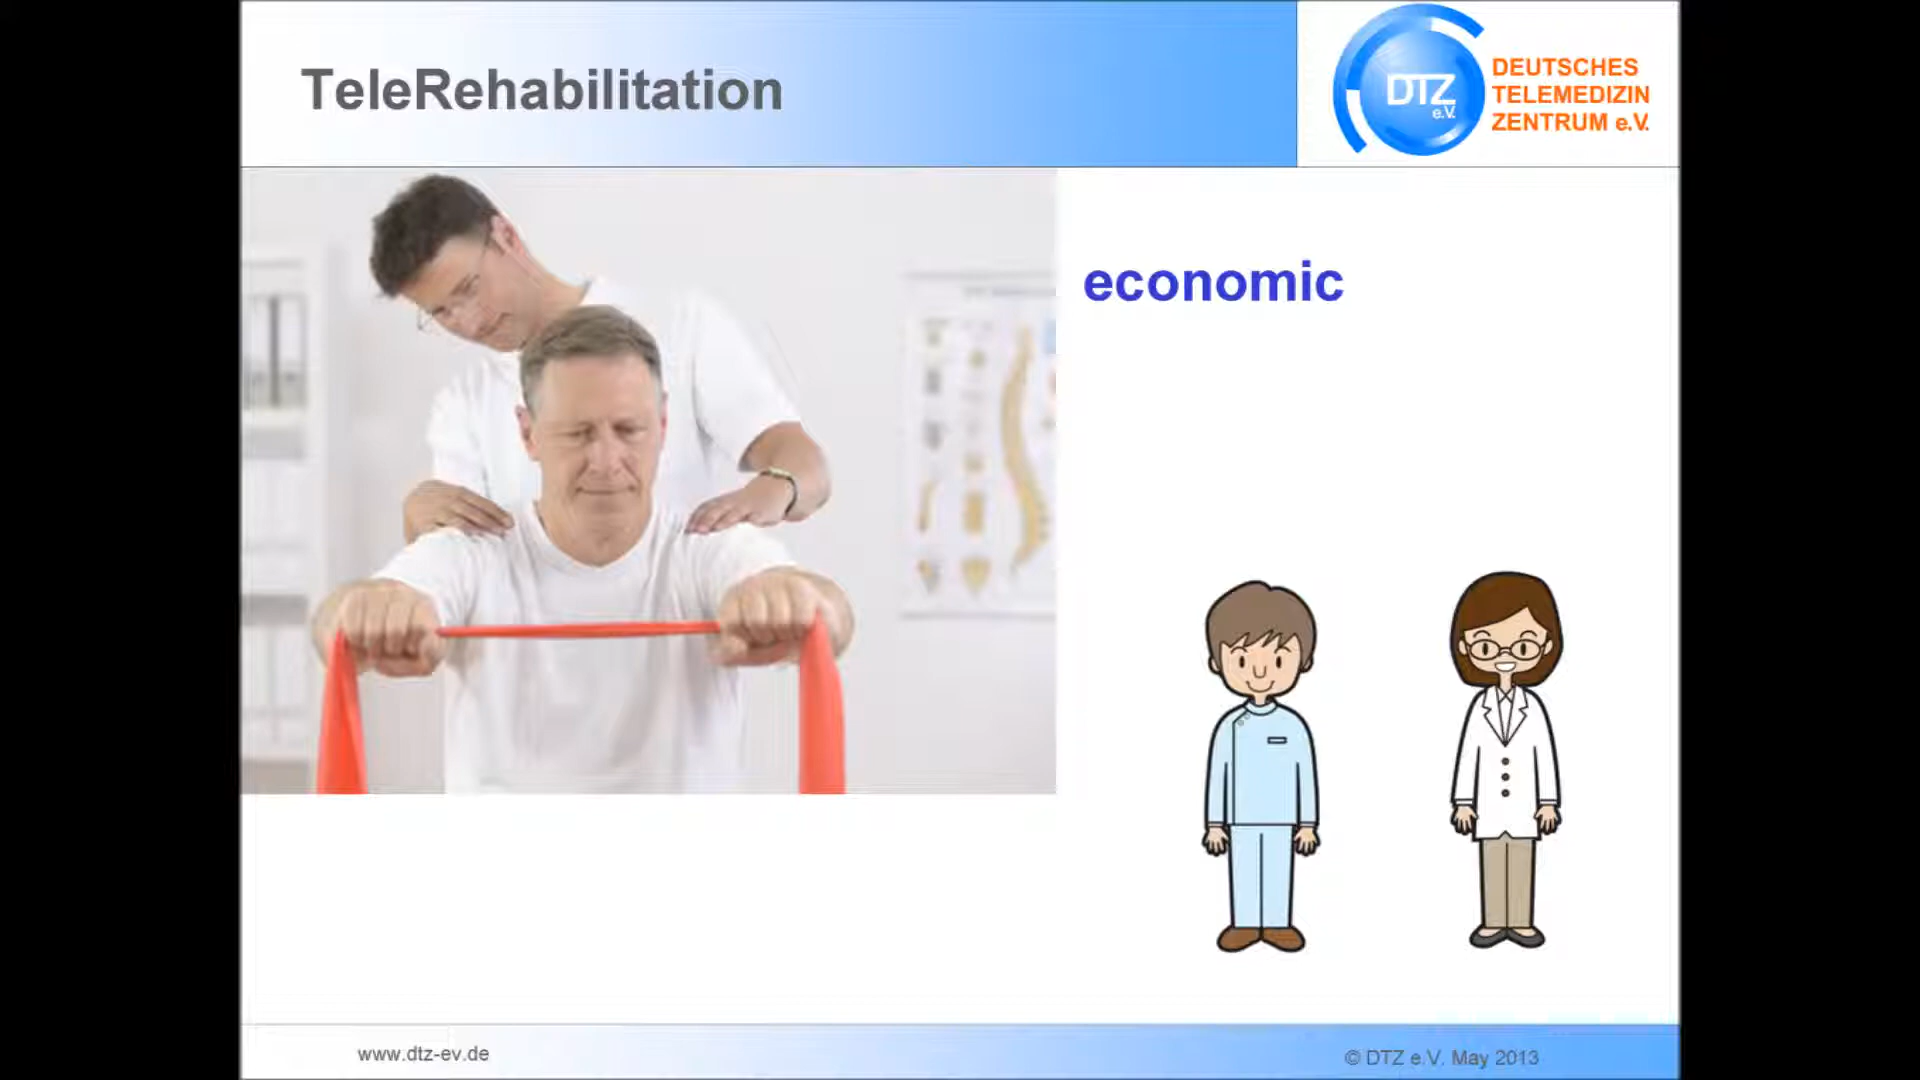 TeleRehabilitation
DTZ
e.V.
DEUTSCHES
TELEMEDIZIN
ZENTRUM e.V.
economic
www.dtz-ev.de
© DTZ e.V. May 2013